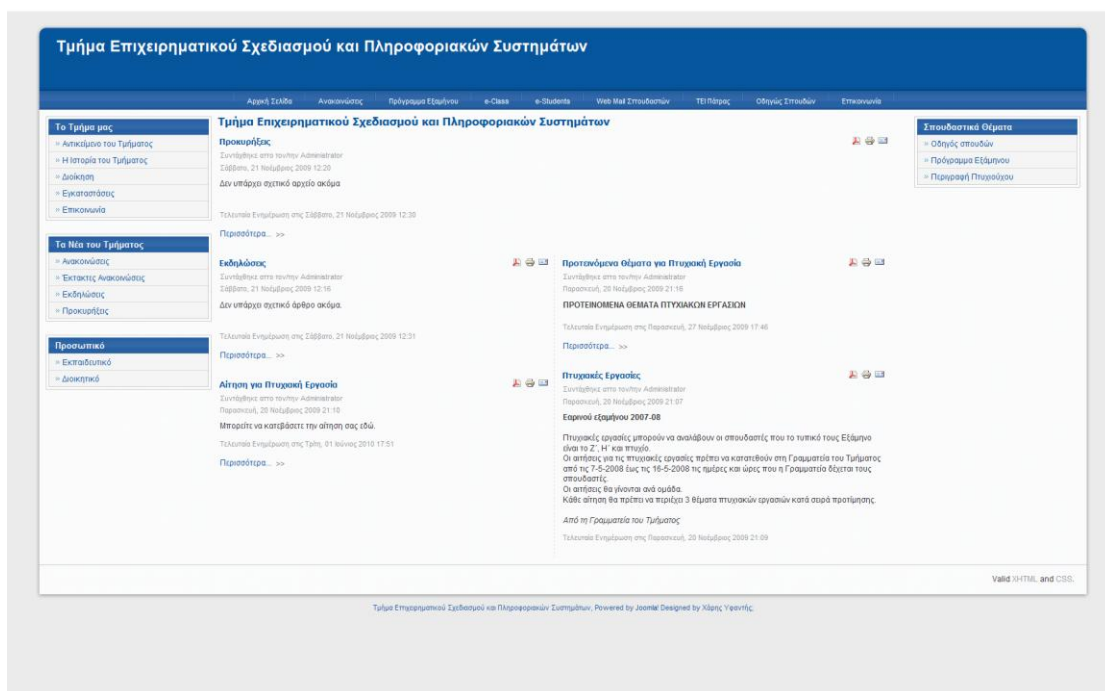 Τμήμα Επιχειρηματικού Σχεδιασμού και Πληροφοριακών Συστημάτων
Αρχική Σελίδα Ανακοινώσεις Πρόγραμμα Εξαμήνου e-Class e-Students Web Mail Σπουδαστών ΤΕΙ Πάτρας Οδηγός Σπουδών Επικοινωνία
Το Τμήμα μας
» Αντικείμενο του Τμήματος
» Η Ιστορία του Τμήματος
» Διοίκηση
» Εγκαταστάσεις
» Επικοινωνία
Τα Νέα του Τμήματος
» Ανακοινώσεις
» Έκτακτες Ανακοινώσεις
» Εκδηλώσεις
» Προκυρήξεις
Προσωπικό
» Εκπαιδευτικό
» Διοικητικό
Τμήμα Επιχειρηματικού Σχεδιασμού και Πληροφοριακών Συστημάτων
Προκυρήξεις
Συντάχθηκε απο τον/την Administrator
Σάββατο, 21 Νοέμβριος 2009 12:20
Δεν υπάρχει σχετικό αρχείο ακόμα
Τελευταία Ενημέρωση στις Σάββατο, 21 Νοέμβριος 2009 12:30
Περισσότερα... >>
Εκδηλώσεις
Συντάχθηκε απο τον/την Administrator
Σάββατο, 21 Νοέμβριος 2009 12:16
Δεν υπάρχει σχετικό άρθρο ακόμα.
Τελευταία Ενημέρωση στις Σάββατο, 21 Νοέμβριος 2009 12:31
Περισσότερα... >>
Αίτηση για Πτυχιακή Εργασία
Συντάχθηκε απο τον/την Administrator
Παρασκευή, 20 Νοέμβριος 2009 21:10
Μπορείτε να κατεβάσετε την αίτηση σας εδώ.
Τελευταία Ενημέρωση στις Τρίτη, 01 Ιούνιος 2010 17:51
Περισσότερα... >>
Προτεινόμενα Θέματα για Πτυχιακή Εργασία
Συντάχθηκε απο τον/την Administrator
Παρασκευή, 20 Νοέμβριος 2009 21:16
ΠΡΟΤΕΙΝΟΜΕΝΑ ΘΕΜΑΤΑ ΠΤΥΧΙΑΚΩΝ ΕΡΓΑΣΙΩΝ
Τελευταία Ενημέρωση στις Παρασκευή, 27 Νοέμβριος 2009 17:46
Περισσότερα... >>
Πτυχιακές Εργασίες
Συντάχθηκε απο τον/την Administrator
Παρασκευή, 20 Νοέμβριος 2009 21:07
Εαρινού εξαμήνου 2007-08
Πτυχιακές εργασίες μπορούν να αναλάβουν οι σπουδαστές που το τυπικό τους Εξάμηνο
είναι το Ζ΄, Η΄ και πτυχίο.
Οι αιτήσεις για τις πτυχιακές εργασίες πρέπει να κατατεθούν στη Γραμματεία του Τμήματος
από τις 7-5-2008 έως τις 16-5-2008 τις ημέρες και ώρες που η Γραμματεία δέχεται τους
σπουδαστές.
Οι αιτήσεις θα γίνονται ανά ομάδα.
Κάθε αίτηση θα πρέπει να περιέχει 3 θέματα πτυχιακών εργασιών κατά σειρά προτίμησης.
Από τη Γραμματεία του Τμήματος
Τελευταία Ενημέρωση στις Παρασκευή, 20 Νοέμβριος 2009 21:09
Σπουδαστικά Θέματα
» Οδηγός σπουδών
» Πρόγραμμα Εξάμηνου
» Περιγραφή Πτυχιούχου
Valid XHTML and CSS.
Τμήμα Επιχειρηματικού Σχεδιασμού και Πληροφοριακών Συστημάτων, Powered by Joomla! Designed by Χάρης Υφαντής.